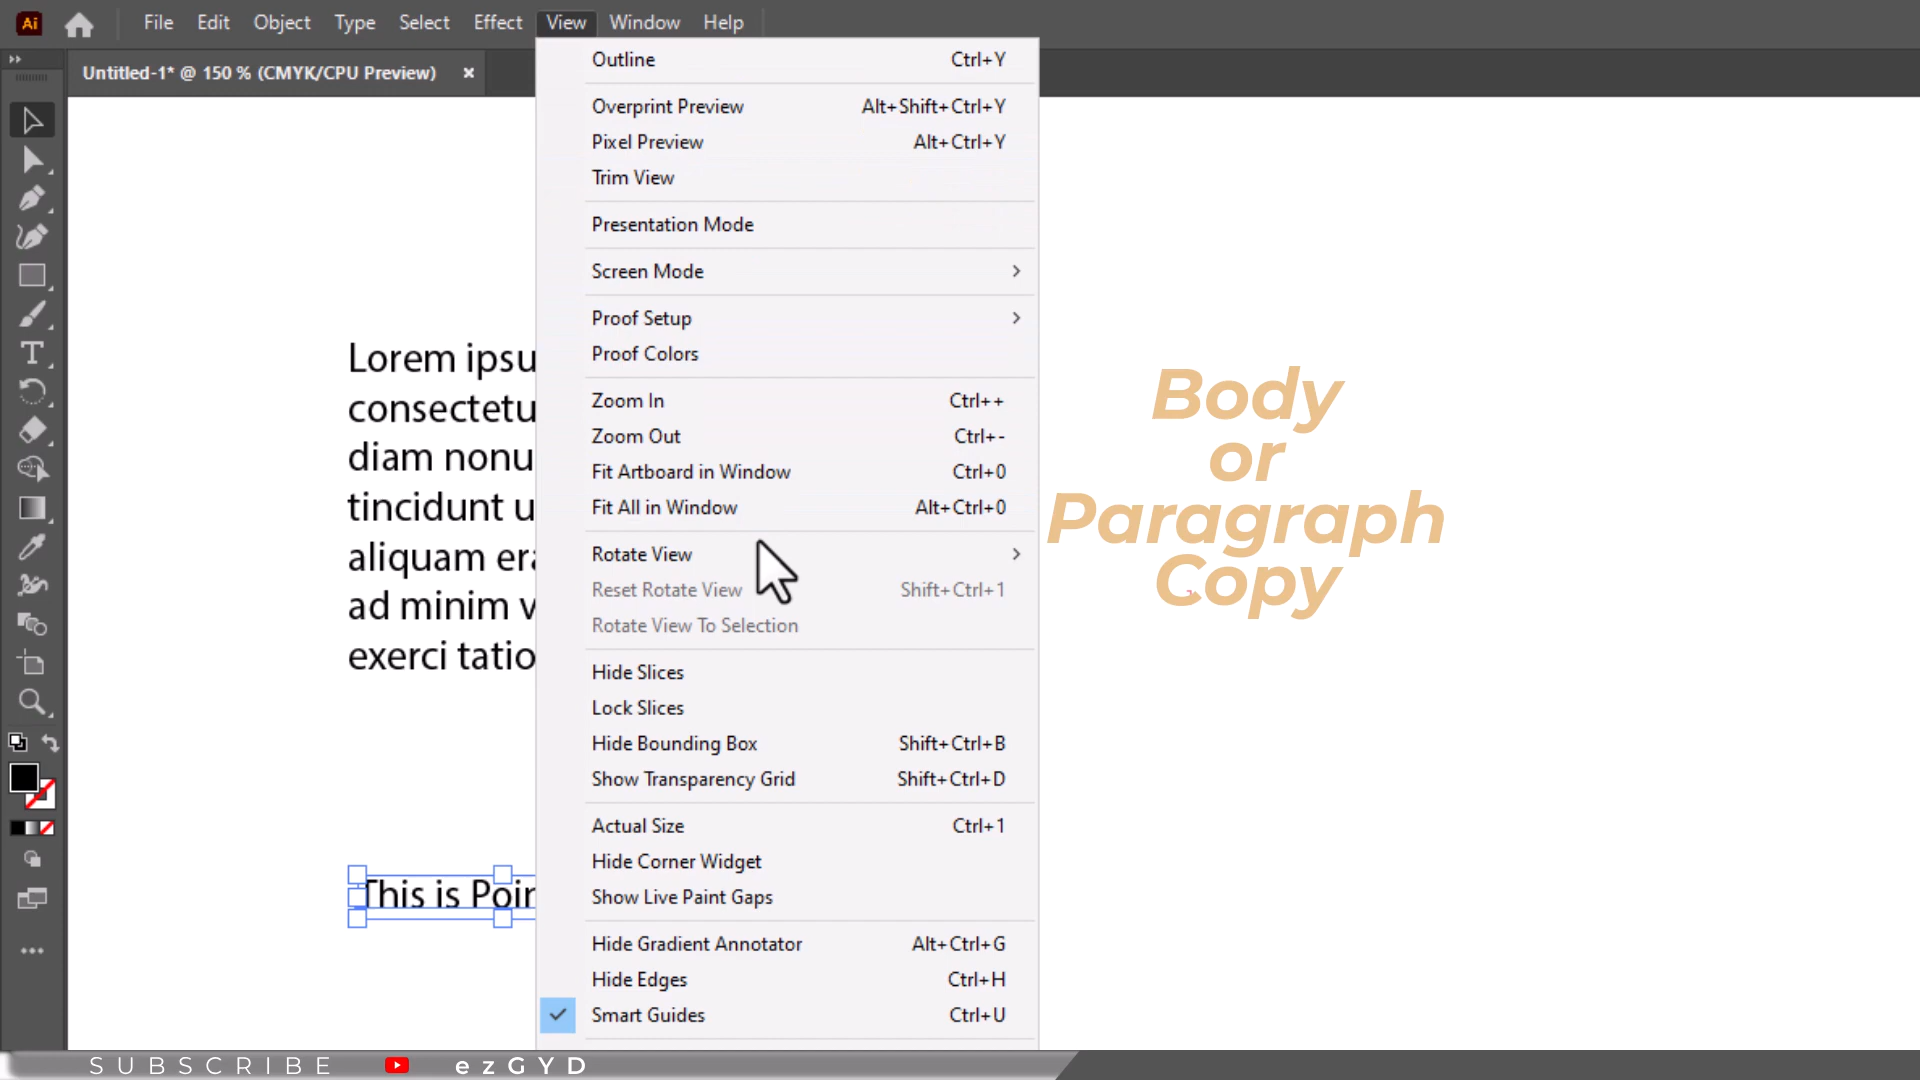 Ai File Edit Object Type Select Effect View Window Help
Untitled-1* @ 150 % (CMYK/CPU Preview) ×
Outline Ctrl+Y
Overprint Preview Alt+Shift+Ctrl+Y
Pixel Preview Alt+Ctrl+Y
Trim View
Presentation Mode
Screen Mode
Proof Setup
Proof Colors
Zoom In Ctrl++
Zoom Out Ctrl+-
Fit Artboard in Window Ctrl+0
Fit All in Window Alt+Ctrl+0
Rotate View
Reset Rotate View Shift+Ctrl+1
Rotate View To Selection
Hide Slices
Lock Slices
Hide Bounding Box Shift+Ctrl+B
Show Transparency Grid Shift+Ctrl+D
Actual Size Ctrl+1
Hide Corner Widget
Show Live Paint Gaps
Hide Gradient Annotator Alt+Ctrl+G
Hide Edges Ctrl+H
Smart Guides Ctrl+U
Lorem ipsu
consectetu
diam nonu
tincidunt u
aliquam era
ad minim v
exerci tatio
This is Poin
Body
or
Paragraph
Copy
SUBSCRIBE ezGYD